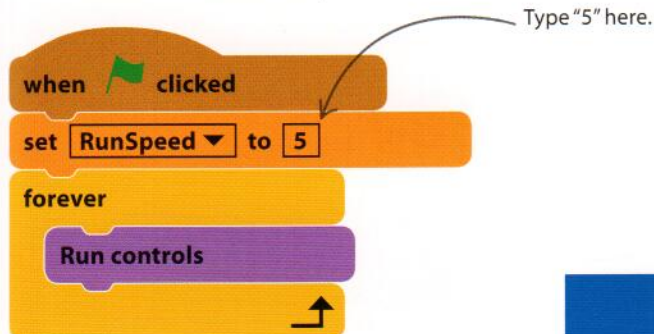 Type "5" here.
when clicked
set RunSpeed to 5
forever
Run controls